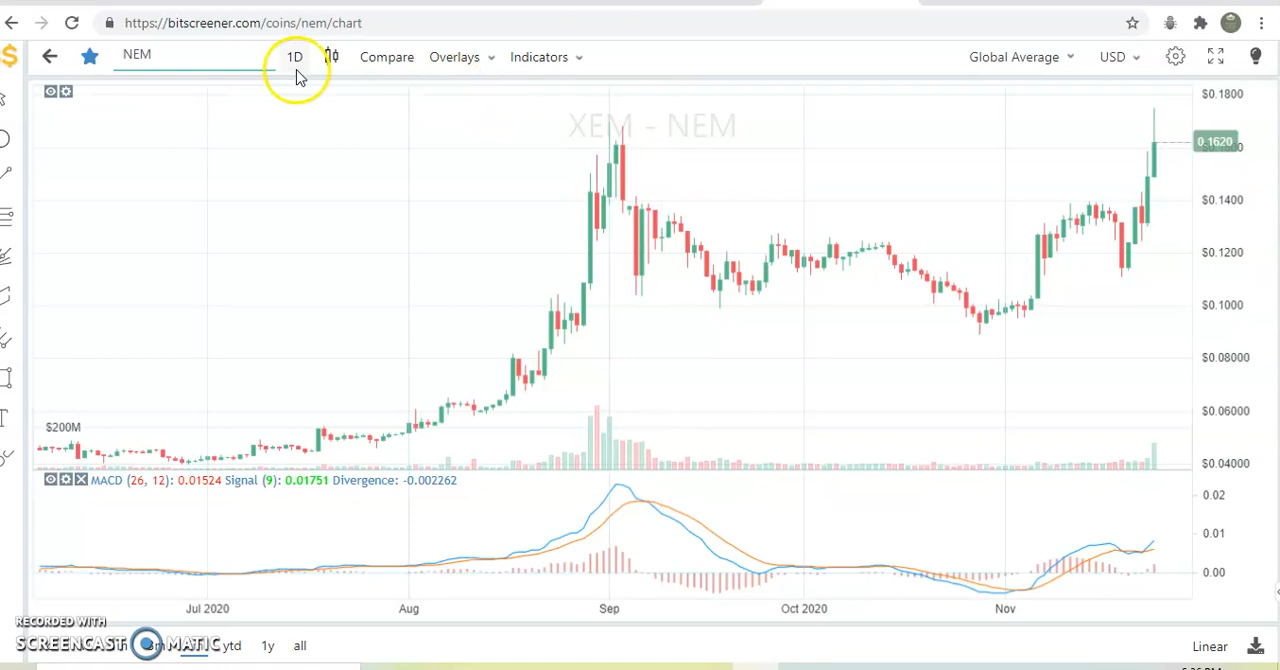 https://bitscreener.com/coins/nem/chart
NEM 1D Compare Overlays Indicators Global Average USD
XEM - NEM
$0.1800
0.1620
$0.1400
$0.1200
$0.1000
$0.08000
$0.06000
$200M
$0.04000
MACD (26, 12): 0.01524 Signal (9): 0.01751 Divergence: -0.002262
0.02
0.01
0.00
Jul 2020 Aug Sep Oct 2020 Nov
RECORDED WITH
SCREENCAST MATIC
ytd 1y all Linear